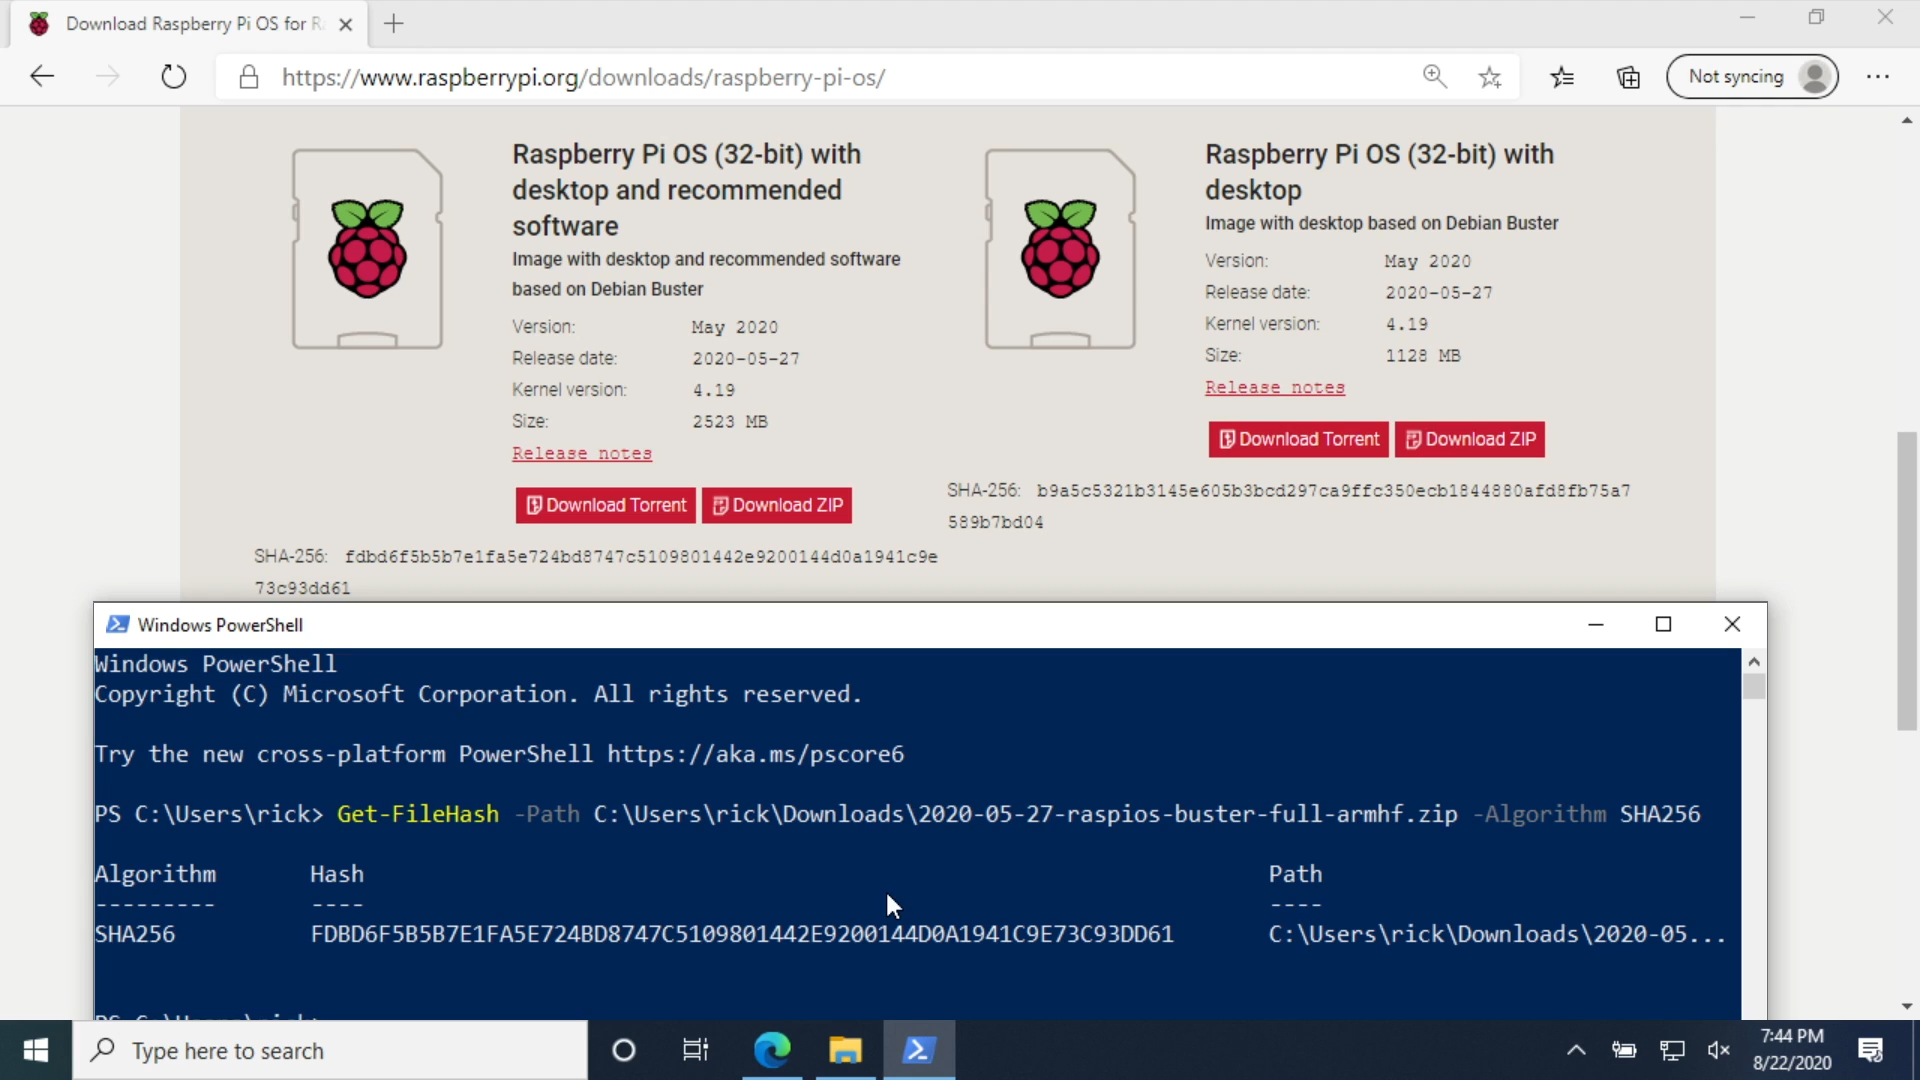 Download Raspberry Pi OS for R
https://www.raspberrypi.org/downloads/raspberry-pi-os/
Not syncing
Raspberry Pi OS (32-bit) with
desktop and recommended
software
Image with desktop and recommended software
based on Debian Buster
Version: May 2020
Release date: 2020-05-27
Kernel version: 4.19
Size: 2523 MB
Release notes
Download Torrent Download ZIP
SHA-256: fdbd6f5b5b7e1fa5e724bd8747c5109801442e9200144d0a1941c9e
73c93dd61
Raspberry Pi OS (32-bit) with
desktop
Image with desktop based on Debian Buster
Version: May 2020
Release date: 2020-05-27
Kernel version: 4.19
Size: 1128 MB
Release notes
Download Torrent Download ZIP
SHA-256: b9a5c5321b3145e605b3bcd297ca9ffc350ecb1844880afd8fb75a7
589b7bd04
Windows PowerShell
Windows PowerShell
Copyright (C) Microsoft Corporation. All rights reserved.
Try the new cross-platform PowerShell https://aka.ms/pscore6
PS C:\Users\rick> Get-FileHash -Path C:\Users\rick\Downloads\2020-05-27-raspios-buster-full-armhf.zip -Algorithm SHA256
Algorithm Hash Path
--------- ---- ----
SHA256 FDBD6F5B5B7E1FA5E724BD8747C5109801442E9200144D0A1941C9E73C93DD61 C:\Users\rick\Downloads\2020-05...
PS C:\Users\rick>
Type here to search
7:44 PM
8/22/2020